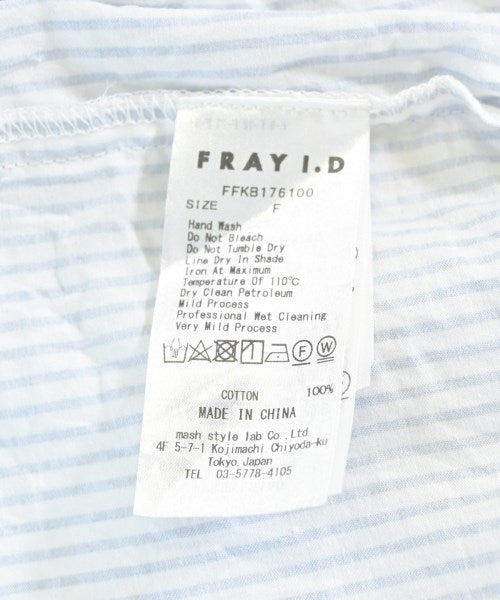 FRAY I.D
FFKB176100
SIZE F
Hand Wash
Do Not Bleach
Do Not Tumble Dry
Line Dry In Shade
Iron At Maximum
Temperature Of 110℃
Dry Clean Petroleum
Mild Process
Professional Wet Cleaning
Very Mild Process
F W
COTTON 100%
MADE IN CHINA
mash style lab Co.,Ltd.
4F 5-7-1 Kojimachi Chiyoda-ku
Tokyo,Japan
TEL 03-5778-4105